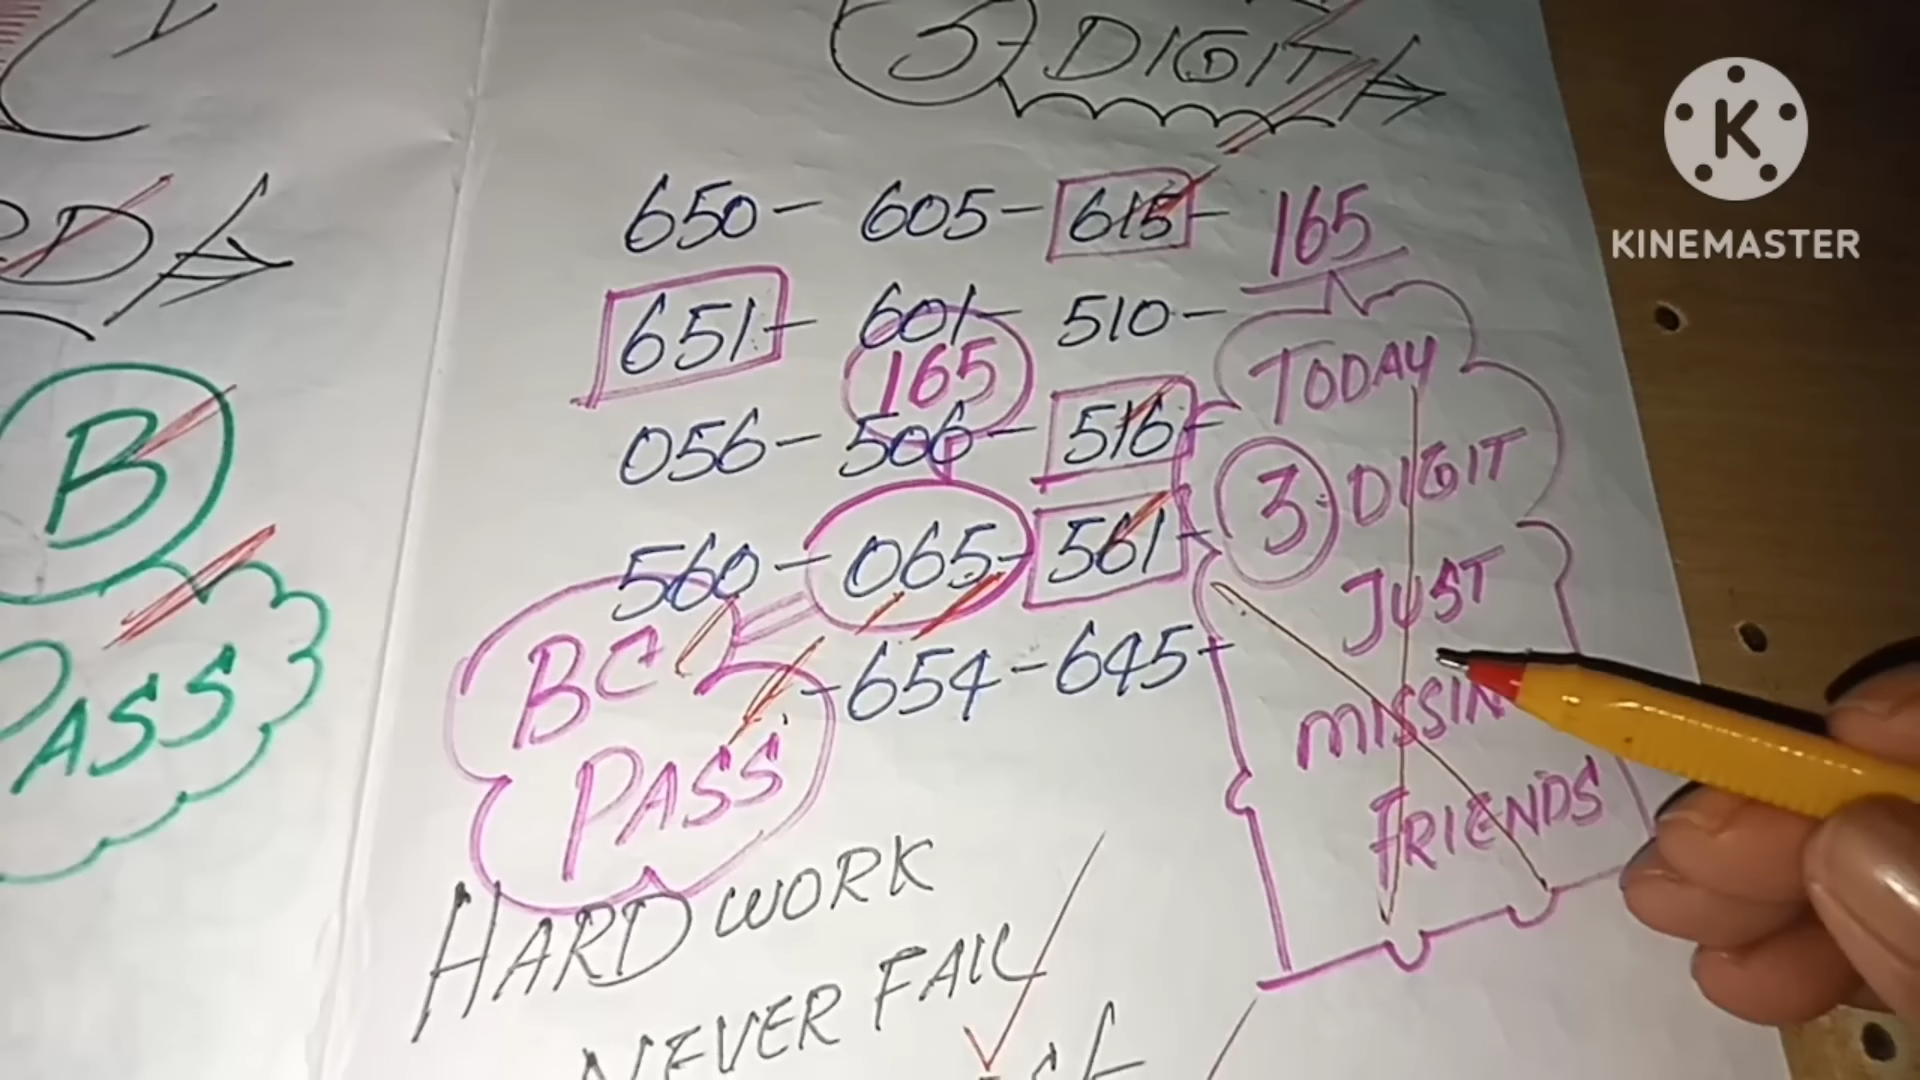 3 DIGIT
650 - 605 - 615 - 165
651 - 601 - 510 -
165
056 - 506 - 516 -
560 - 065 - 561 -
- 654 - 645 -
TODAY
3 DIGIT
JUST
MISSIN
FRIENDS
BC
PASS
B
PASS
HARD WORK
NEVER FAIL
K
KINEMASTER